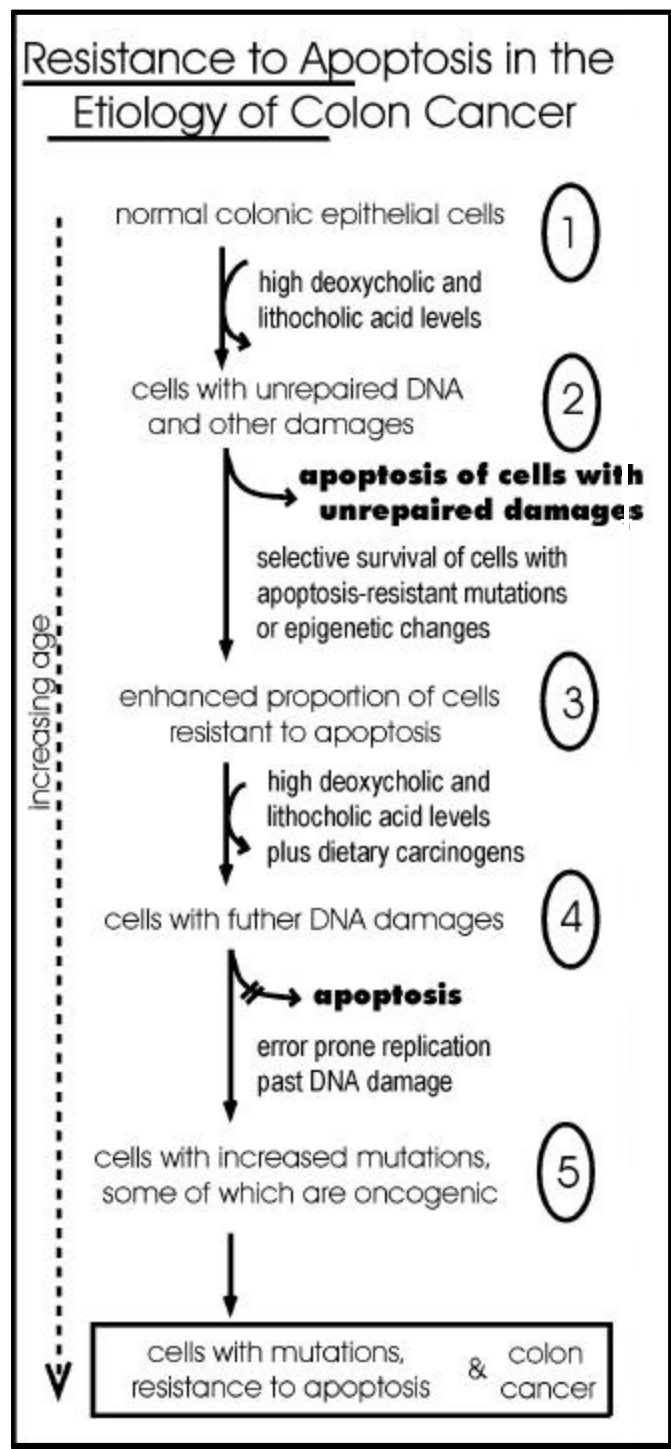 Resistance to Apoptosis in the
Etiology of Colon Cancer
normal colonic epithelial cells
1
high deoxycholic and
lithocholic acid levels
cells with unrepaired DNA
and other damages
2
apoptosis of cells with
unrepaired damages
selective survival of cells with
apoptosis-resistant mutations
or epigenetic changes
increasing age
enhanced proportion of cells
resistant to apoptosis
3
high deoxycholic and
lithocholic acid levels
plus dietary carcinogens
cells with futher DNA damages
4
apoptosis
error prone replication
past DNA damage
cells with increased mutations,
some of which are oncogenic
5
cells with mutations,
resistance to apoptosis
&
colon
cancer